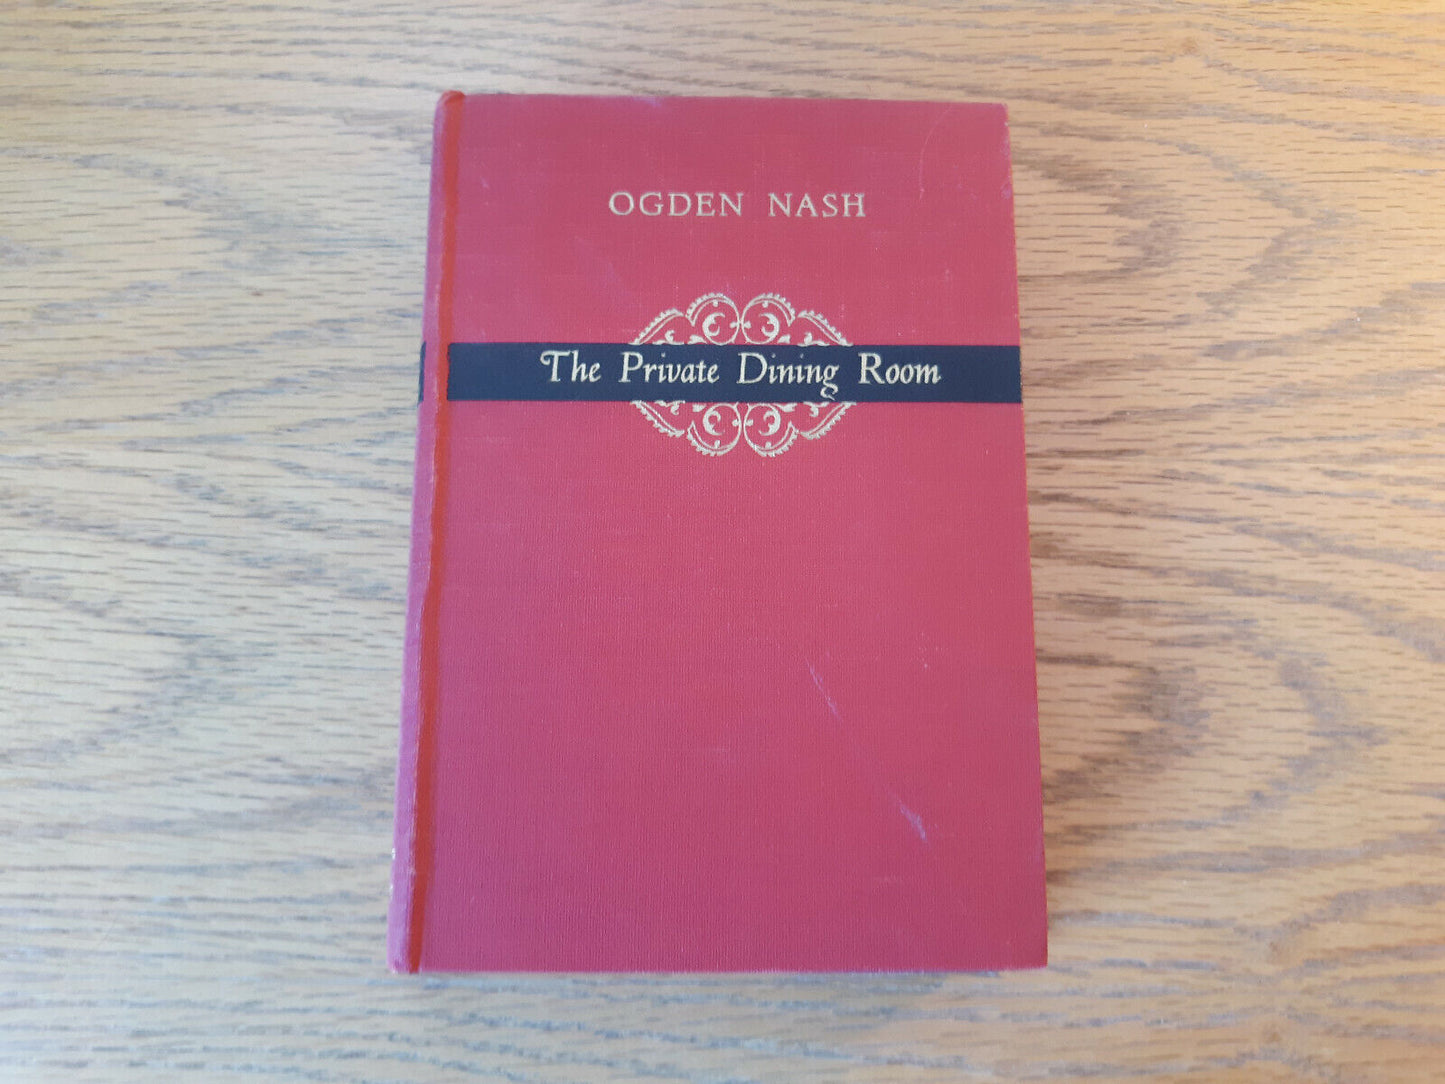 OGDEN NASH
The Private Dining Room